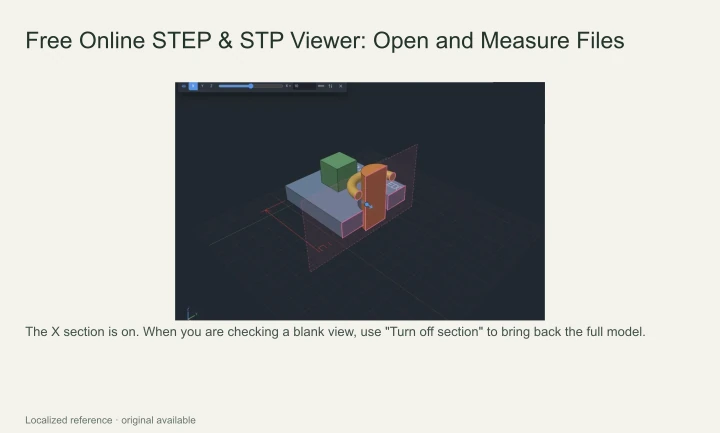 Free Online STEP & STP Viewer: Open and Measure Files
The X section is on. When you are checking a blank view, use "Turn off section" to bring back the full model.
Localized reference · original available